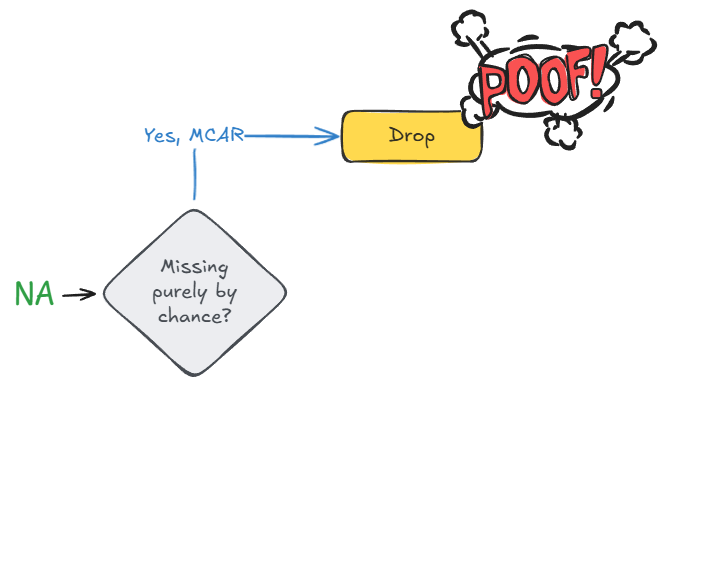 POOF!
Yes, MCAR
Drop
NA
Missing
purely by
chance?